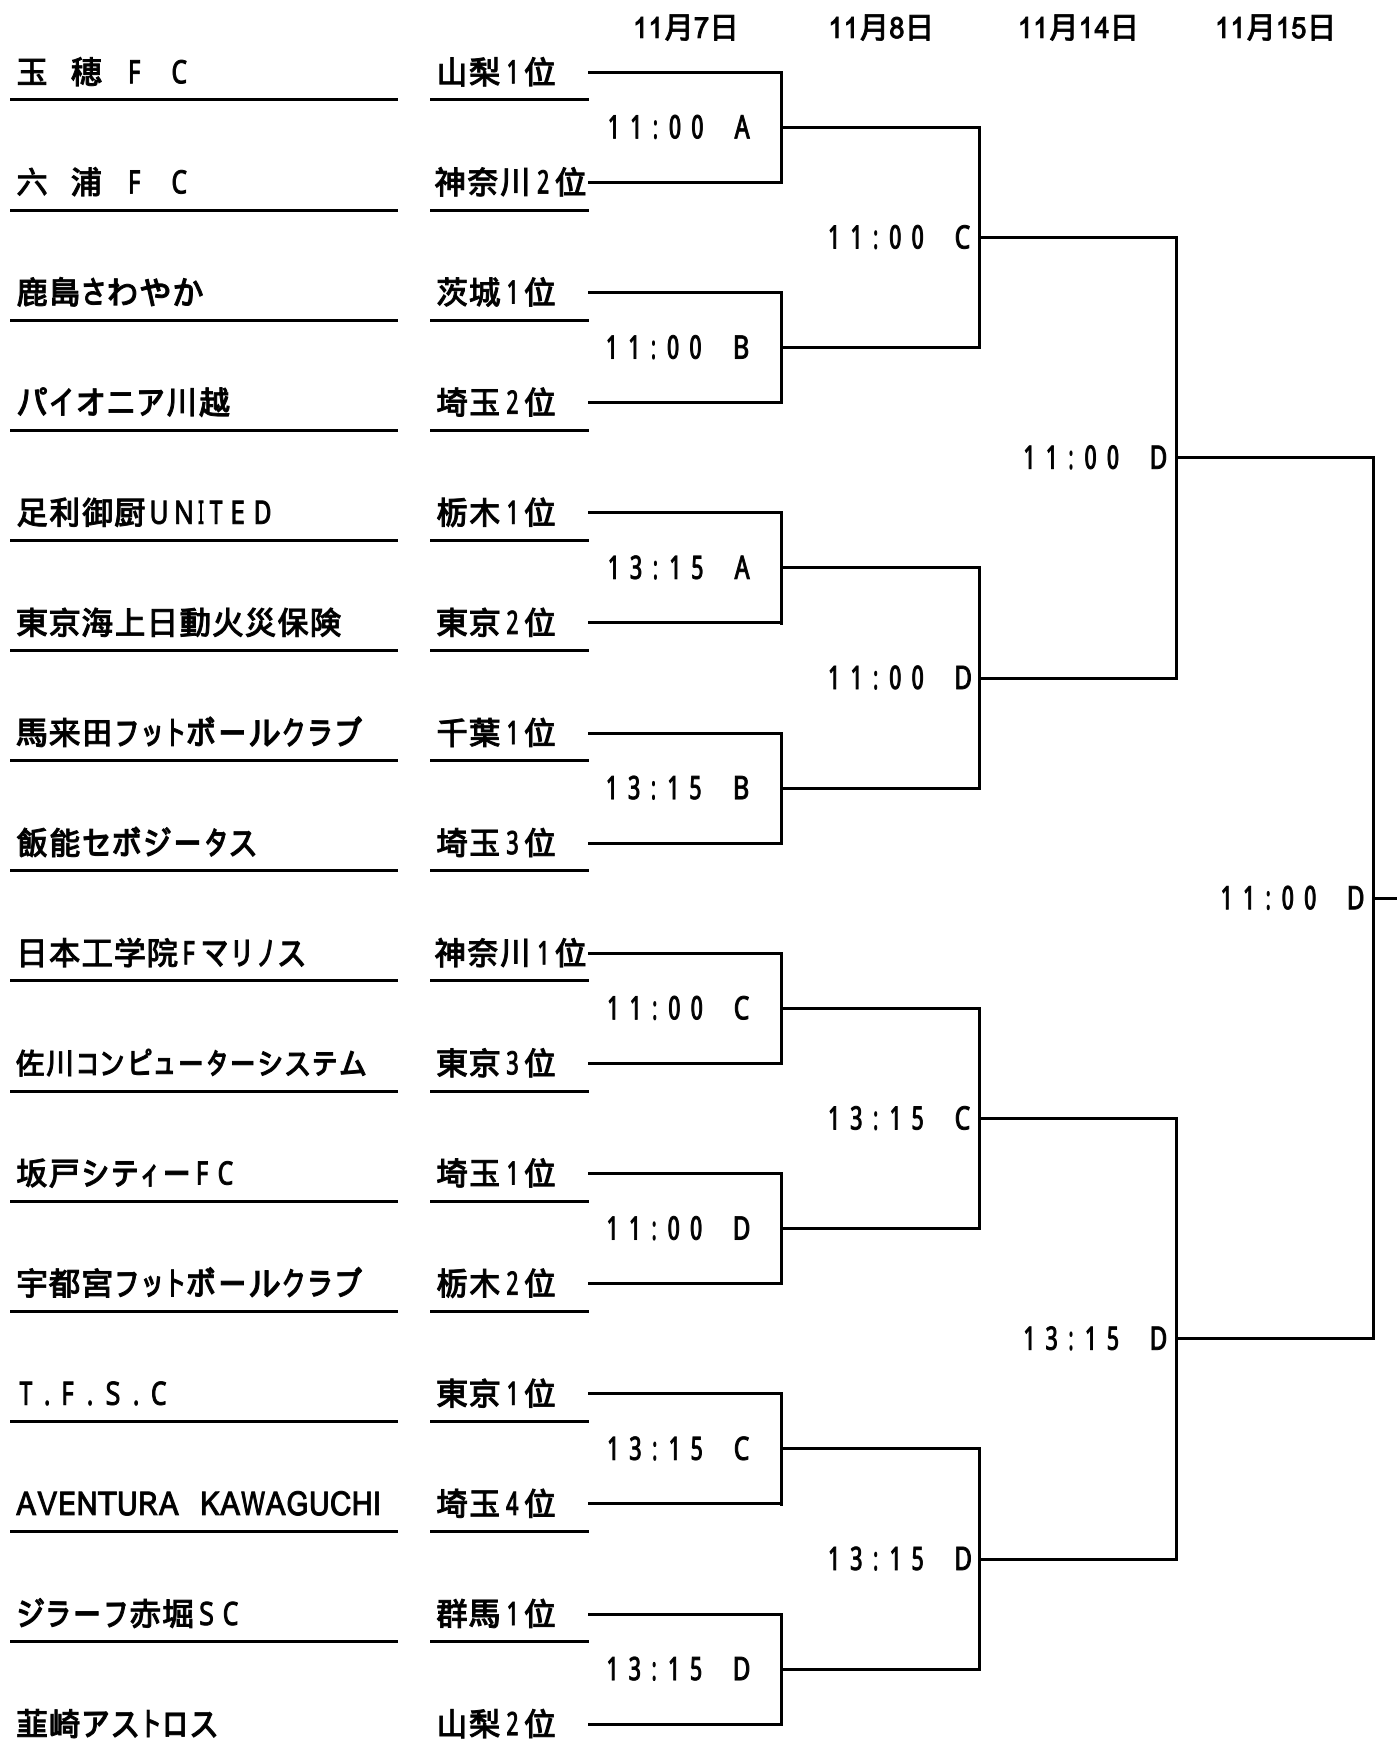 11月7日 11月8日 11月14日 11月15日
玉 穂 F C 山梨1位
11:00 A
六 浦 F C 神奈川2位
11:00 C
鹿島さわやか 茨城1位
11:00 B
パイオニア川越 埼玉2位
11:00 D
足利御厨UNITED 栃木1位
13:15 A
東京海上日動火災保険 東京2位
11:00 D
馬来田フットボールクラブ 千葉1位
13:15 B
飯能セボジータス 埼玉3位
11:00 D
日本工学院Fマリノス 神奈川1位
11:00 C
佐川コンピューターシステム 東京3位
13:15 C
坂戸シティーFC 埼玉1位
11:00 D
宇都宮フットボールクラブ 栃木2位
13:15 D
T.F.S.C 東京1位
13:15 C
AVENTURA KAWAGUCHI 埼玉4位
13:15 D
ジラーフ赤堀SC 群馬1位
13:15 D
韮崎アストロス 山梨2位